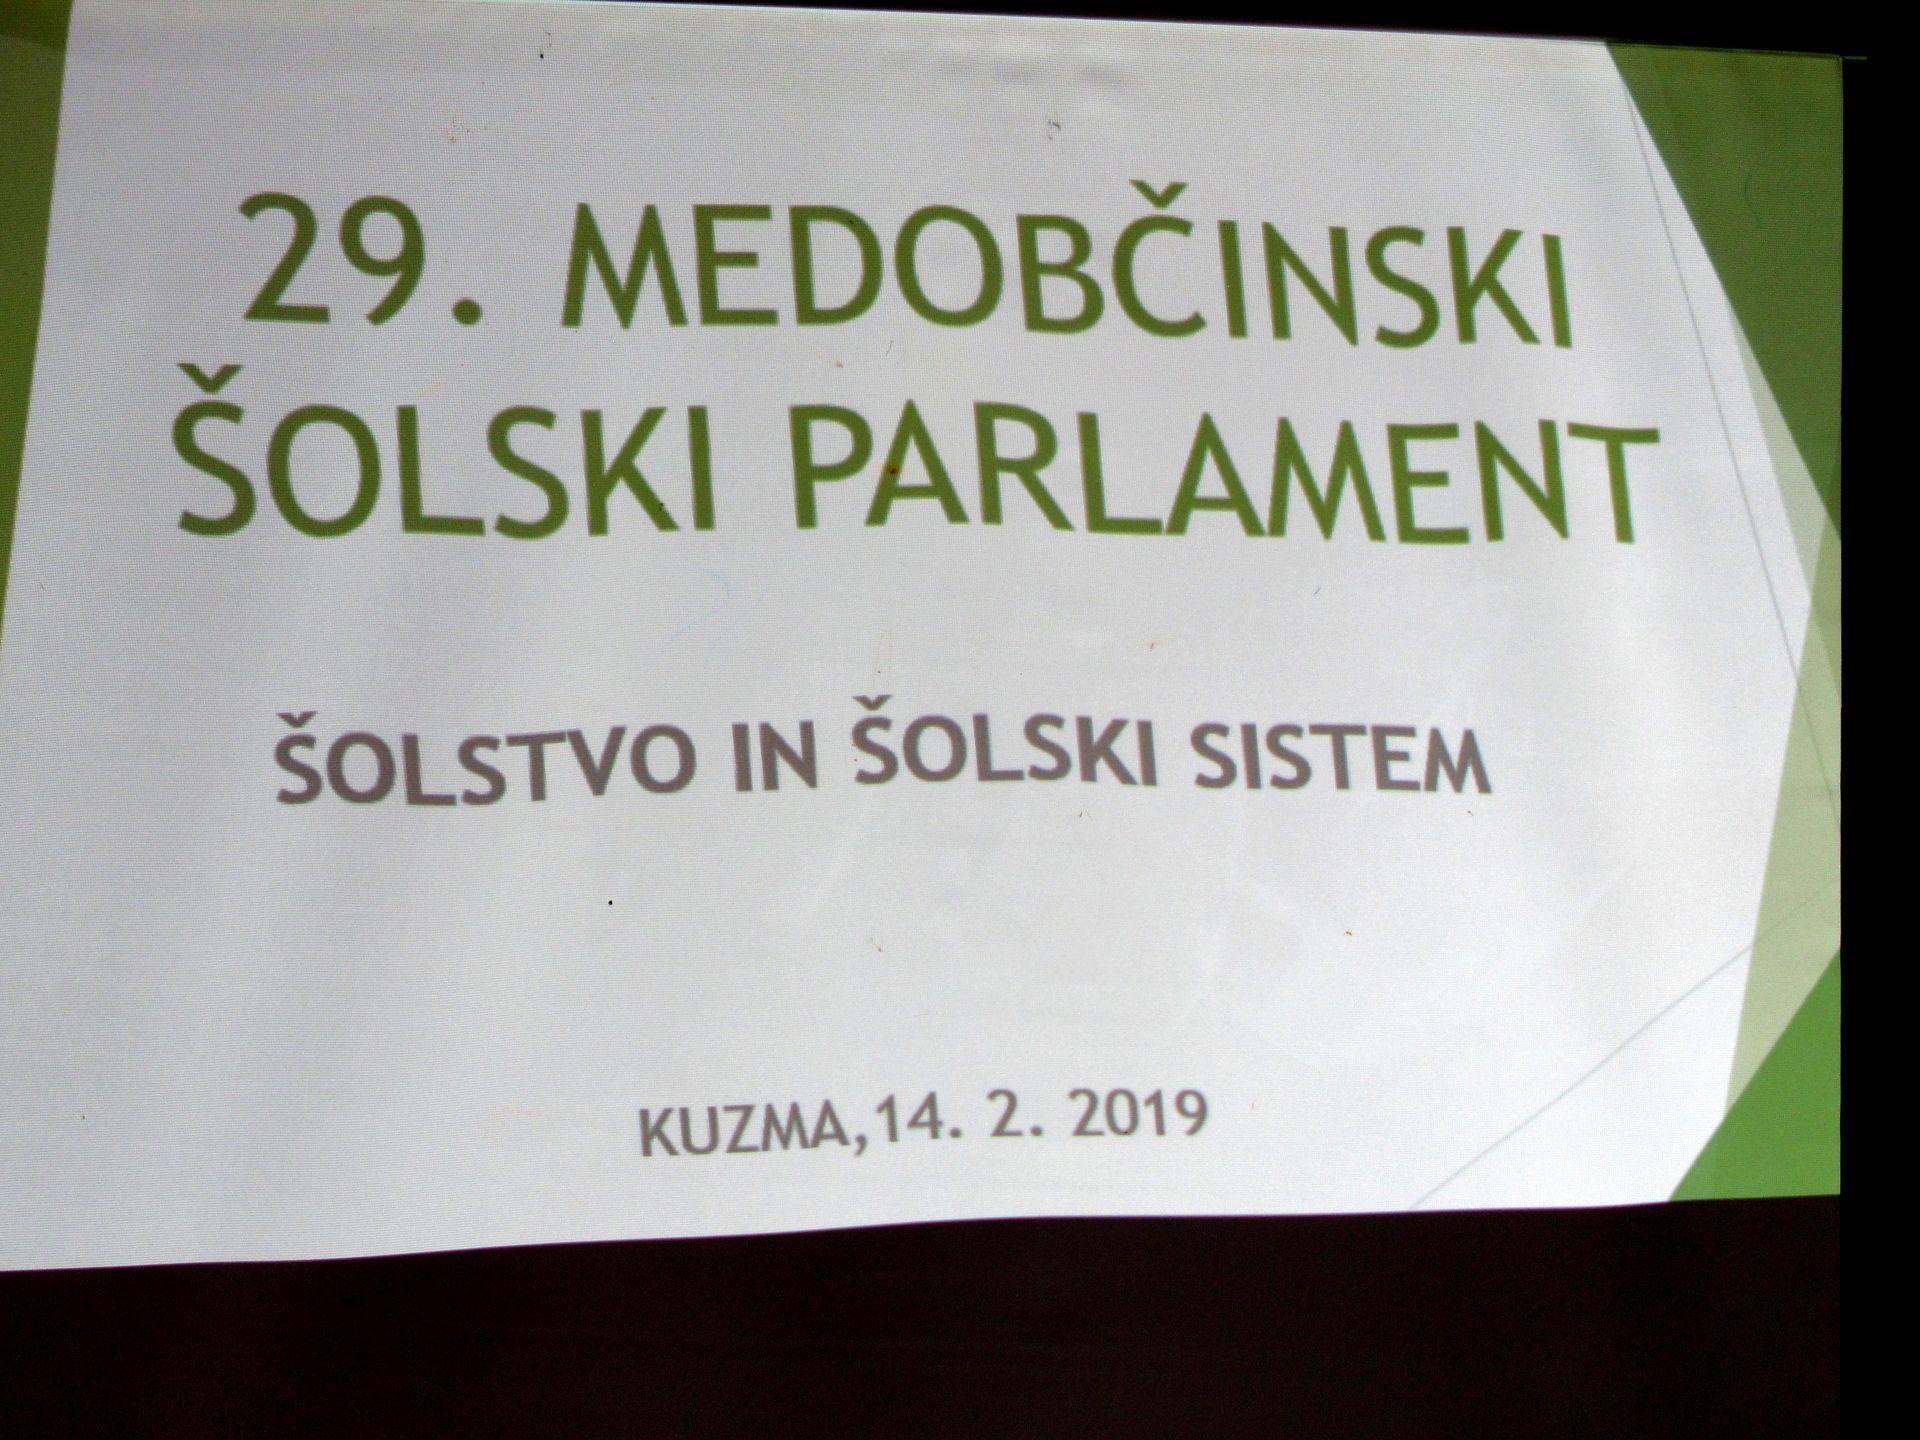 29. MEDOBČINSKI
ŠOLSKI PARLAMENT
ŠOLSTVO IN ŠOLSKI SISTEM
KUZMA,14. 2. 2019